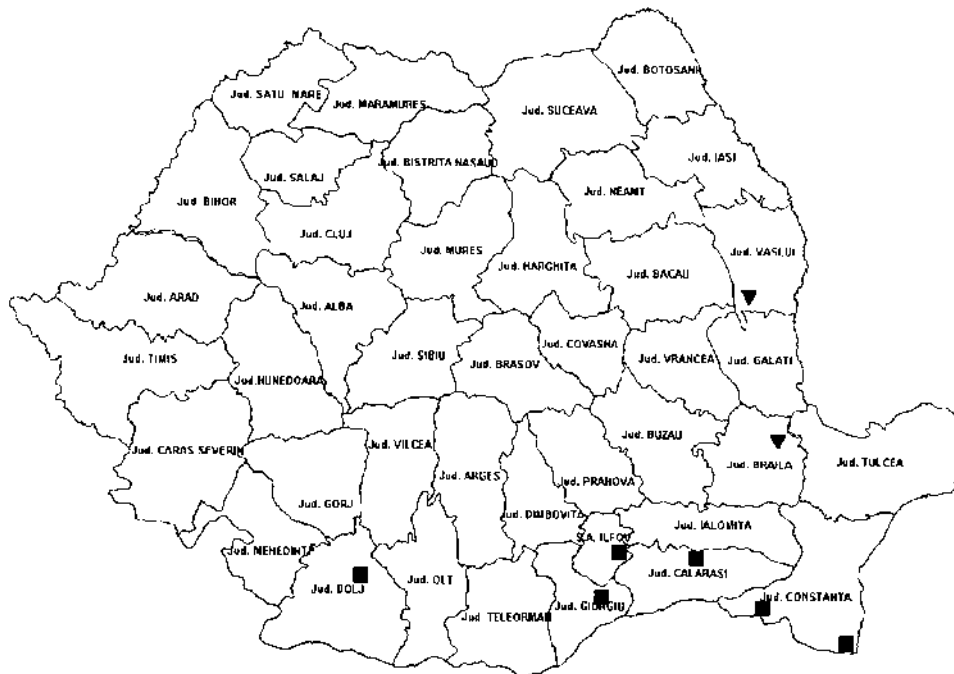 Jud. BOTOSANI
Jud. SATU MARE
Jud. MARAMURES
Jud. SUCEAVA
Jud. IASI
Jud. BISTRITA NASAUD
Jud. SALAJ
Jud. NEAMT
Jud. BIHOR
Jud. CLUJ
Jud. MURES
Jud. VASLUI
Jud. HARGHITA
Jud. BACAU
Jud. ARAD
Jud. ALBA
Jud. COVASNA
Jud. TIMIS
Jud. SIBIU
Jud. BRASOV
Jud. VRANCEA
Jud. GALATI
Jud. HUNEDOARA
Jud. BUZAU
Jud. CARAS SEVERIN
Jud. VILCEA
Jud. BRAILA
Jud. TULCEA
Jud. ARGES
Jud. PRAHOVA
Jud. GORJ
Jud. DIMBOVITA
Jud. IALOMITA
S.A. ILFOV
Jud. MEHEDINTI
Jud. CALARASI
Jud. DOLJ
Jud. OLT
Jud. CONSTANTA
Jud. GIURGIU
Jud. TELEORMAN